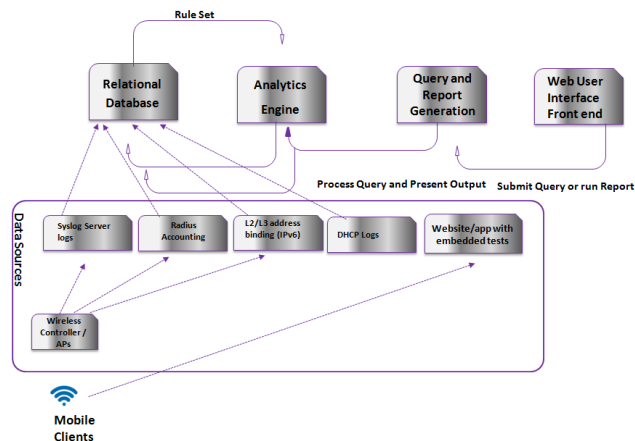 Rule Set
Relational
Database
Analytics
Engine
Query and
Report
Generation
Web User
Interface
Front end
Process Query and Present Output
Submit Query or run Report
Data Sources
Syslog Server
logs
Radius
Accounting
L2/L3 address
binding (IPv6)
DHCP Logs
Website/app with
embedded tests
Wireless
Controller /
APs
Mobile
Clients